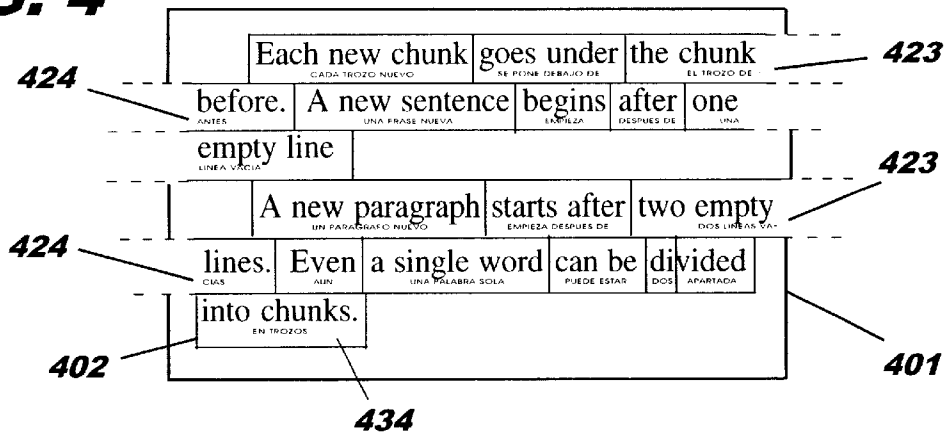 423
Each new chunk goes under the chunk
CADA TROZO NUEVO SE PONE DEBAJO DE EL TROZO DE -
424
before. A new sentence begins after one
ANTES UNA FRASE NUEVA EMPIEZA DESPUES DE UNA
empty line
LINEA VACIA
423
A new paragraph starts after two empty
UN PARAGRAFO NUEVO EMPIEZA DESPUES DE DOS LINEAS VA-
424
lines. Even a single word can be divided
CIAS AUN UNA PALABRA SOLA PUEDE ESTAR DOS APARTADA
into chunks.
EN TROZOS
402
401
434